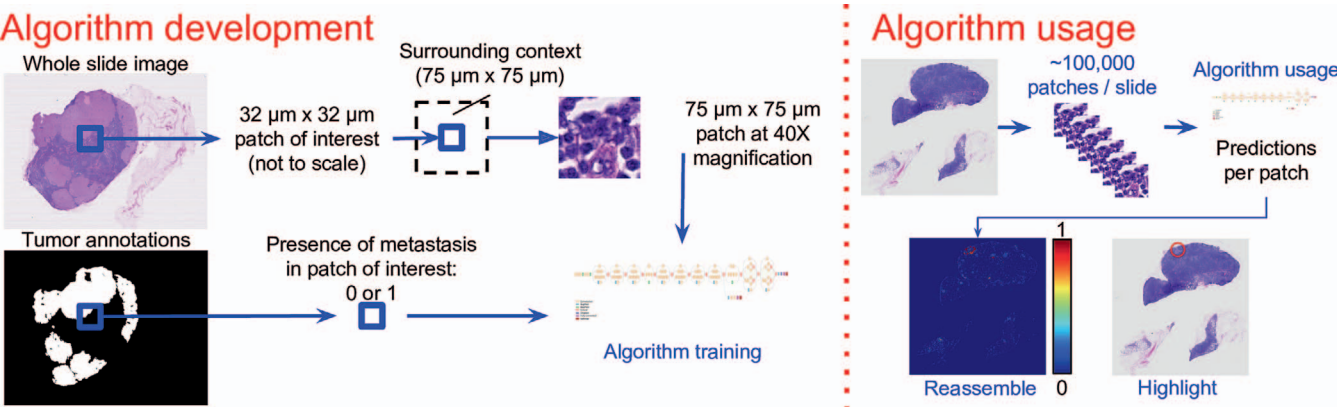 Algorithm development
Whole slide image
32 µm x 32 µm
patch of interest
(not to scale)
Surrounding context
(75 µm x 75 µm)
75 µm x 75 µm
patch at 40X
magnification
Tumor annotations
Presence of metastasis
in patch of interest:
0 or 1
Algorithm training
Algorithm usage
~100,000
patches / slide
Algorithm usage
Predictions
per patch
1
0
Reassemble
Highlight